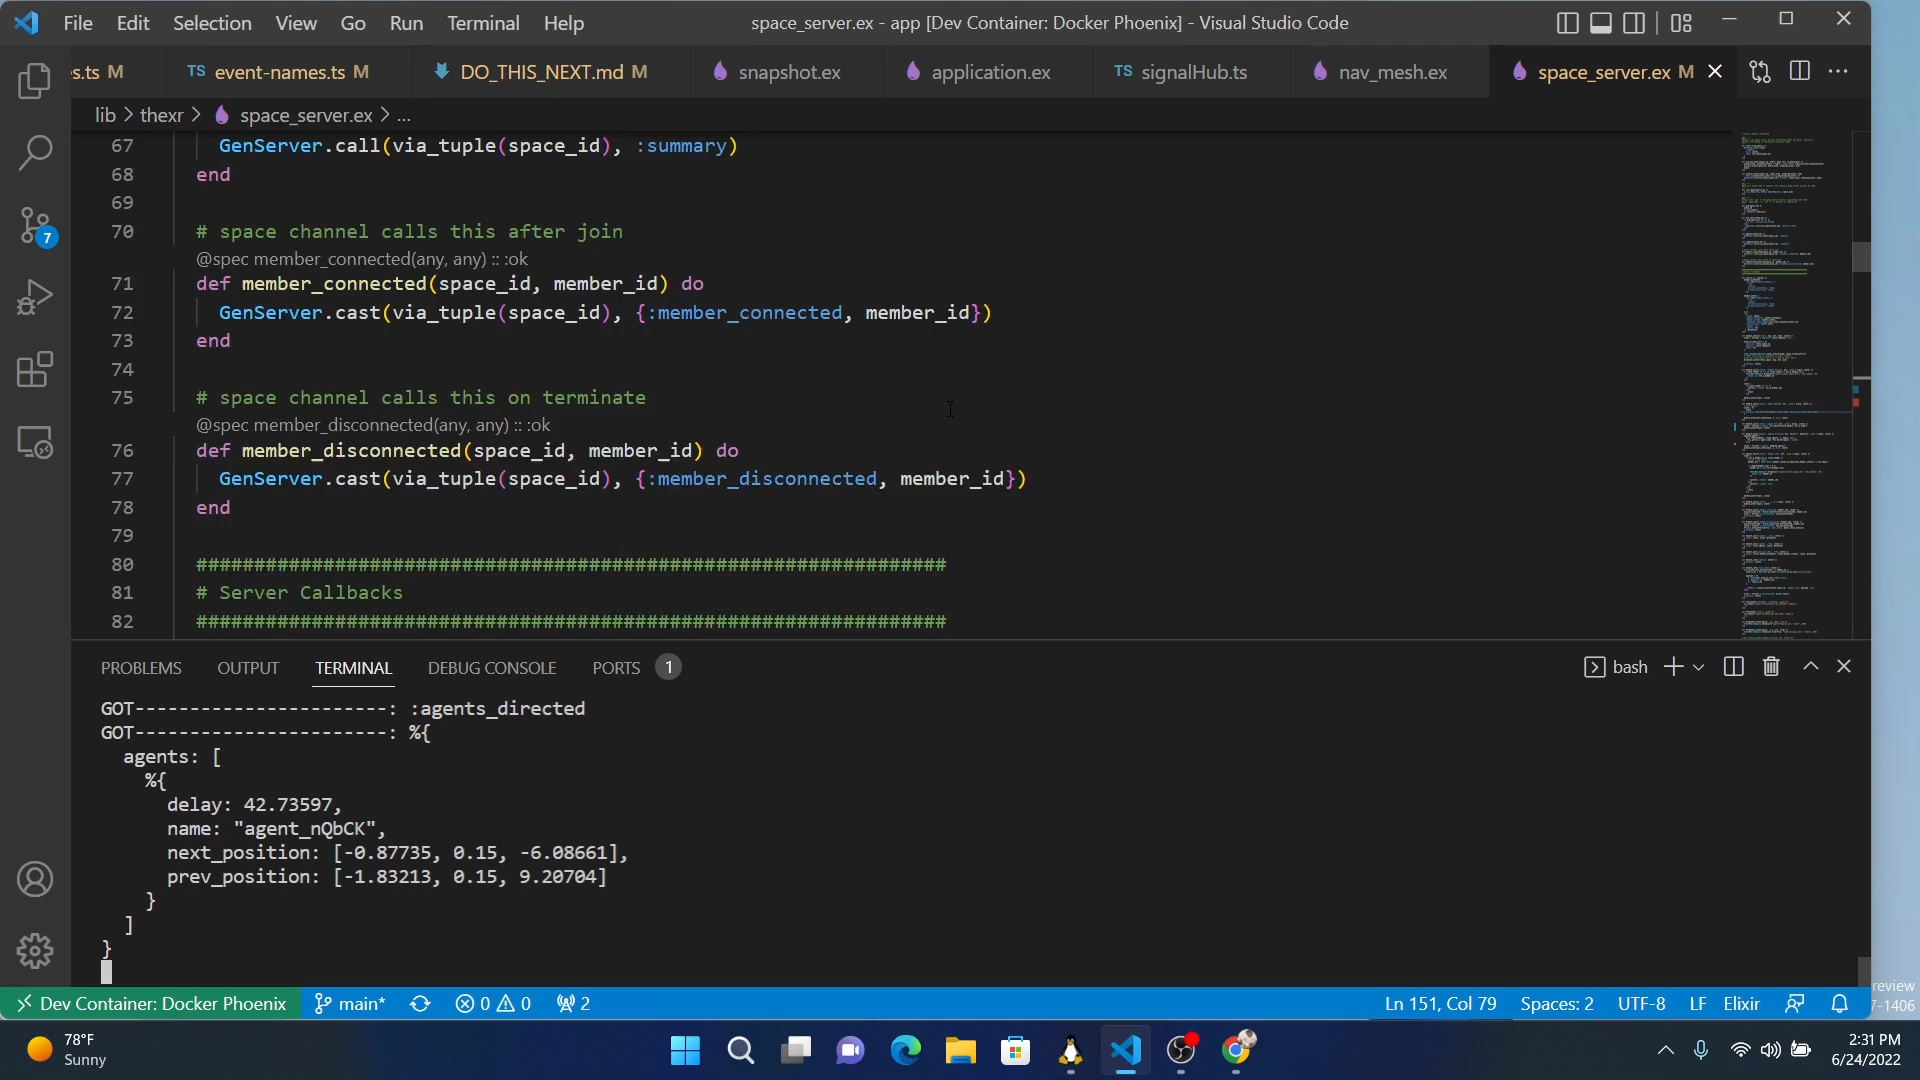 File Edit Selection View Go Run Terminal Help space_server.ex - app [Dev Container: Docker Phoenix] - Visual Studio Code
s.ts M TS event-names.ts M DO_THIS_NEXT.md M snapshot.ex application.ex TS signalHub.ts nav_mesh.ex space_server.ex M
lib > thexr > space_server.ex > ...
67 GenServer.call(via_tuple(space_id), :summary)
68 end
69
70 # space channel calls this after join
@spec member_connected(any, any) :: :ok
71 def member_connected(space_id, member_id) do
72 GenServer.cast(via_tuple(space_id), {:member_connected, member_id})
73 end
74
75 # space channel calls this on terminate
@spec member_disconnected(any, any) :: :ok
76 def member_disconnected(space_id, member_id) do
77 GenServer.cast(via_tuple(space_id), {:member_disconnected, member_id})
78 end
79
80 #################################################################
81 # Server Callbacks
82 #################################################################
7
PROBLEMS OUTPUT TERMINAL DEBUG CONSOLE PORTS 1 bash
GOT----------------------: :agents_directed
GOT----------------------: %{
agents: [
%{
delay: 42.73597,
name: "agent_nQbCK",
next_position: [-0.87735, 0.15, -6.08661],
prev_position: [-1.83213, 0.15, 9.20704]
}
]
}
Dev Container: Docker Phoenix main* 0 0 2 Ln 151, Col 79 Spaces: 2 UTF-8 LF Elixir
review
7-1406
78°F
Sunny
2:31 PM
6/24/2022